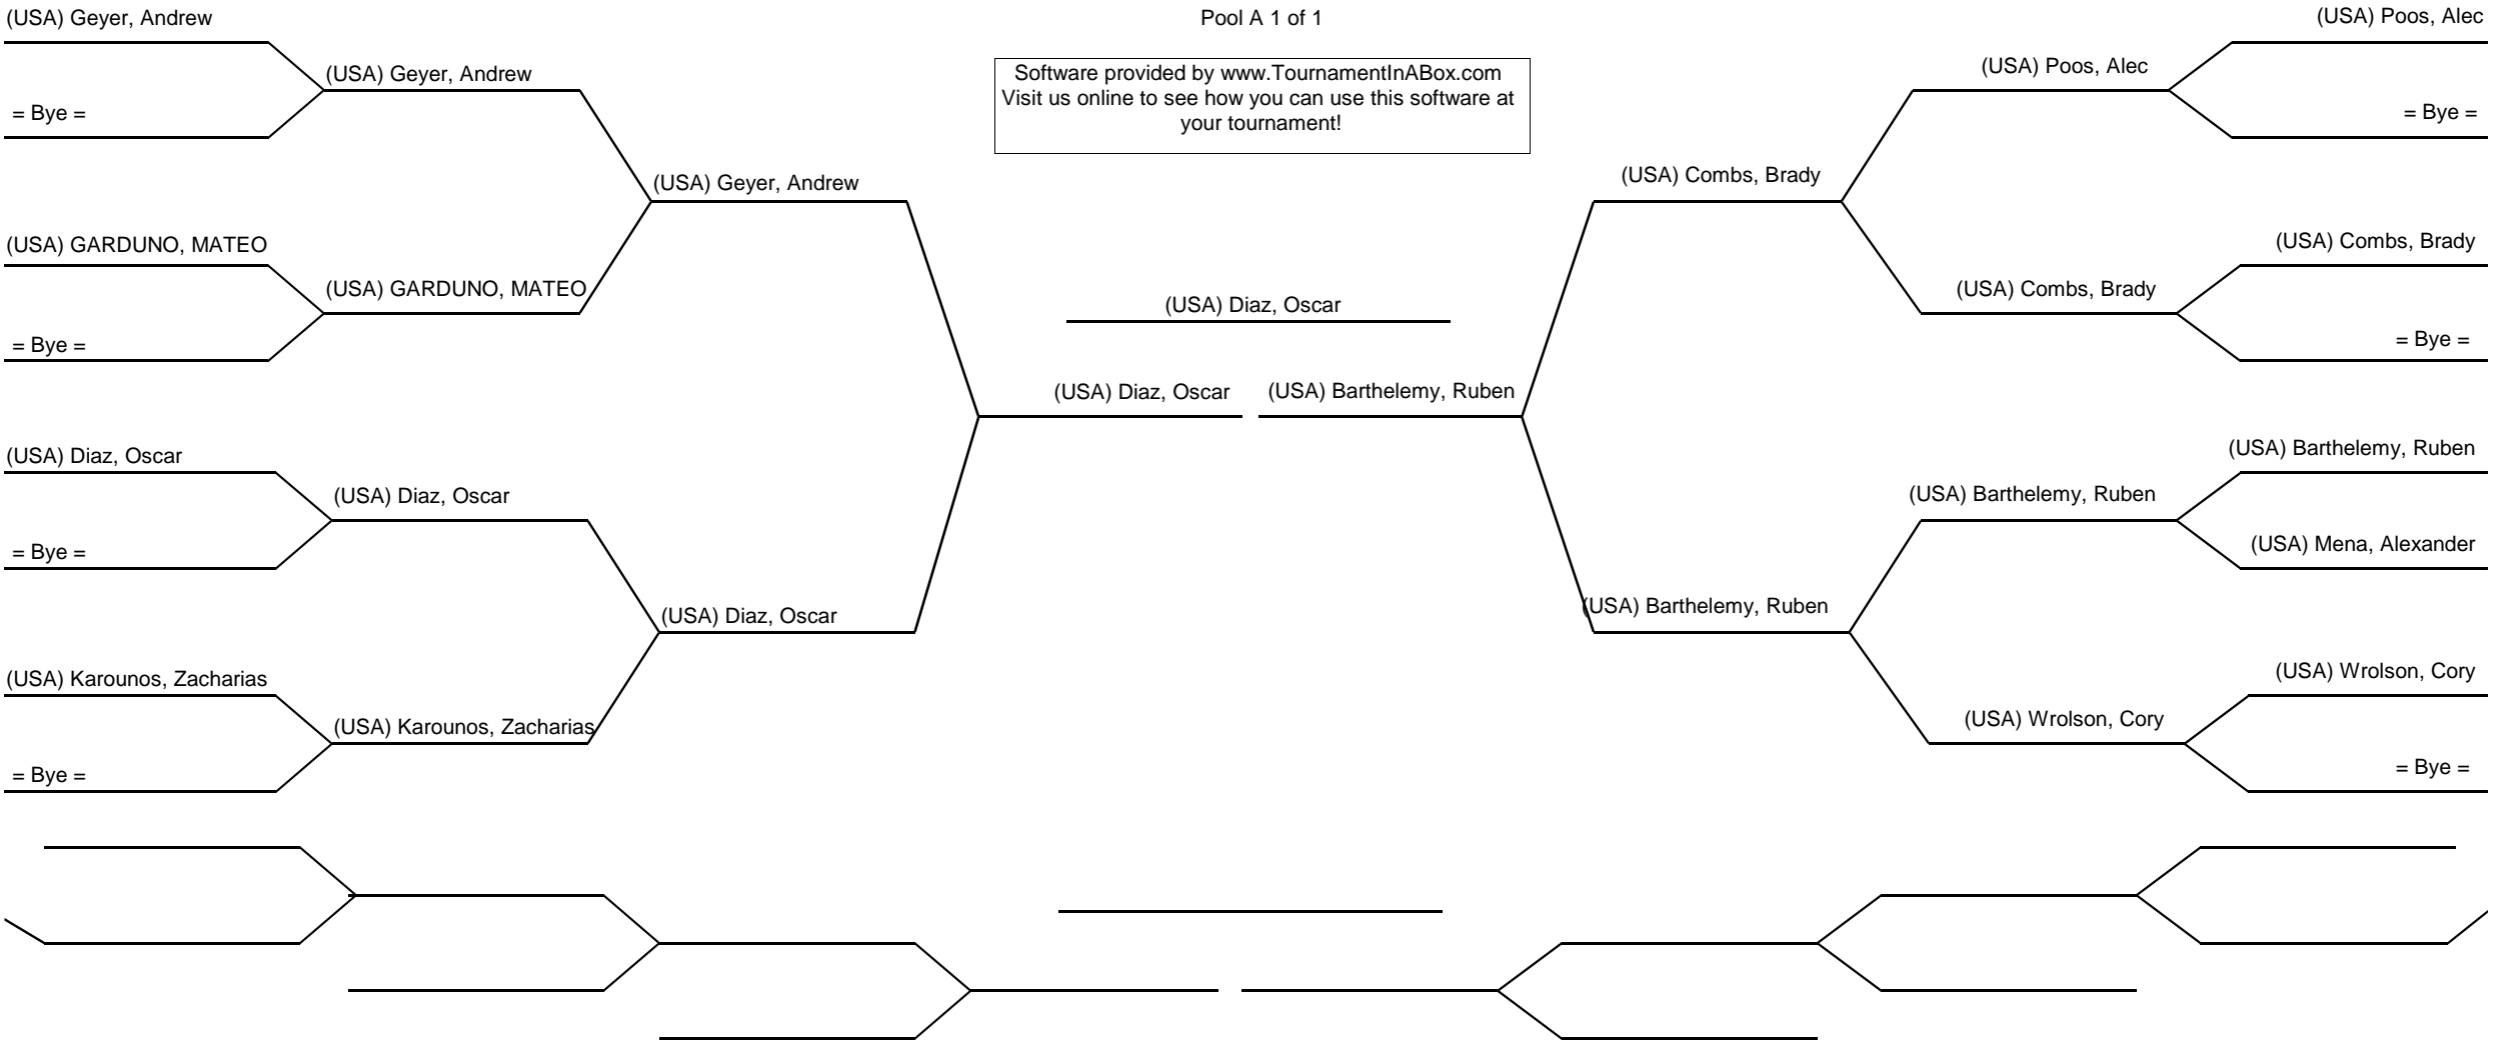 Pool A 1 of 1
Software provided by www.TournamentInABox.com
Visit us online to see how you can use this software at
your tournament!
(USA) Geyer, Andrew
= Bye =
(USA) GARDUNO, MATEO
= Bye =
(USA) Diaz, Oscar
= Bye =
(USA) Karounos, Zacharias
= Bye =
(USA) Geyer, Andrew
(USA) GARDUNO, MATEO
(USA) Diaz, Oscar
(USA) Karounos, Zacharias
(USA) Geyer, Andrew
(USA) Diaz, Oscar
(USA) Diaz, Oscar
(USA) Diaz, Oscar
(USA) Barthelemy, Ruben
(USA) Combs, Brady
(USA) Barthelemy, Ruben
(USA) Poos, Alec
(USA) Combs, Brady
(USA) Barthelemy, Ruben
(USA) Wrolson, Cory
(USA) Poos, Alec
= Bye =
(USA) Combs, Brady
= Bye =
(USA) Barthelemy, Ruben
(USA) Mena, Alexander
(USA) Wrolson, Cory
= Bye =